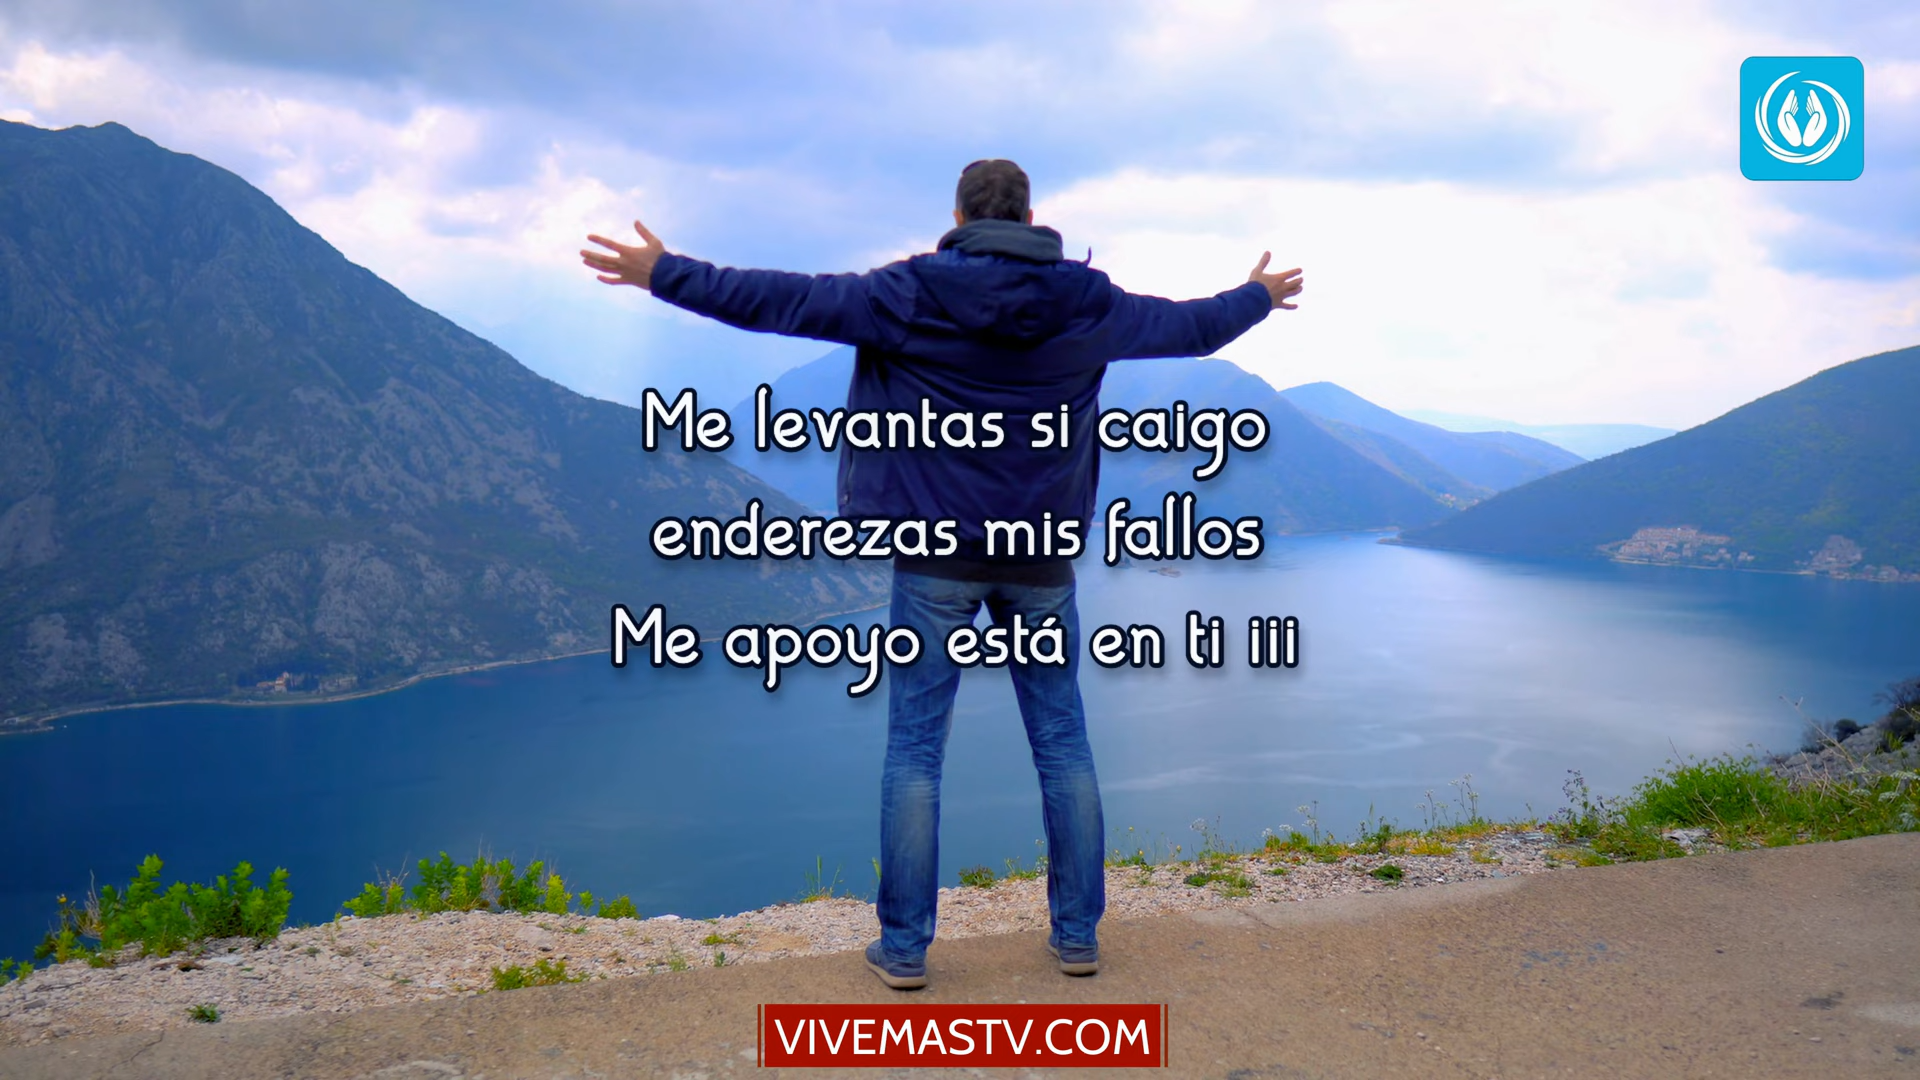 Me levantas si caigo
enderezas mis fallos
Me apoyo está en ti iii
VIVEMASTV.COM